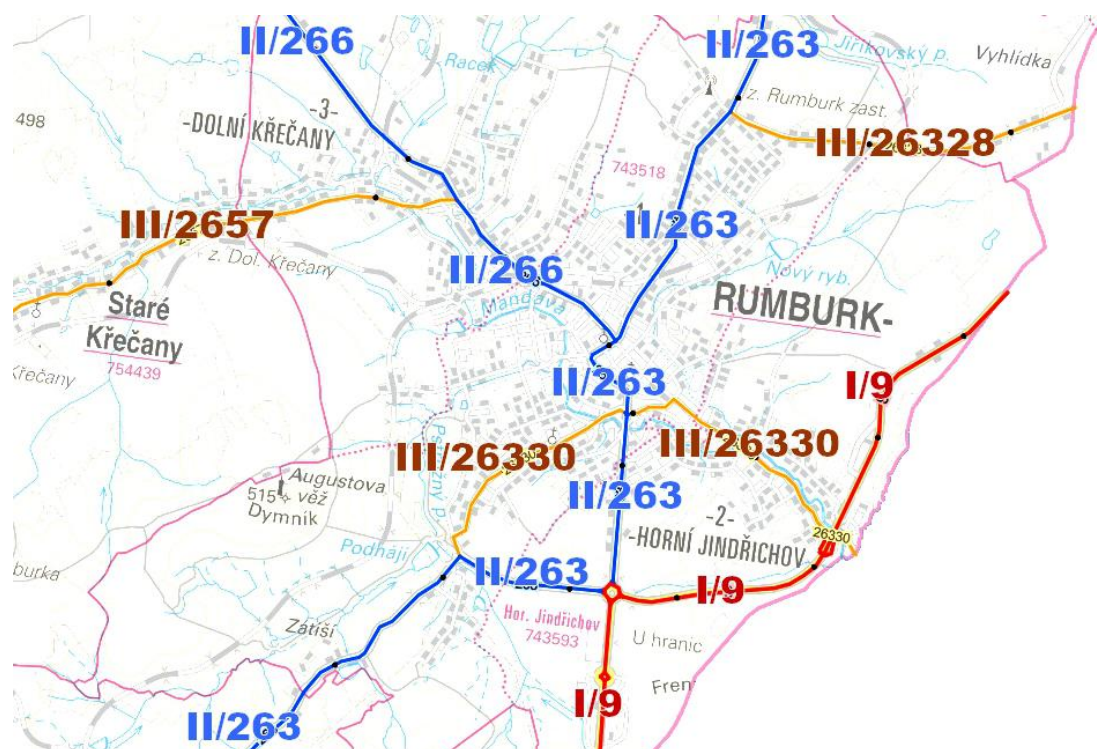 II/266
II/263
Jiříkovský p.
Vyhlídka
Racek
z. Rumburk zast.
-3-
498
-DOLNÍ KŘEČANY
III/26328
743518
III/2657
II/263
z. Dol. Křečany
II/266
Nový ryb.
Mandava
RUMBURK-
Staré
Křečany
754439
Křečany
I/9
II/263
III/26330
III/26330
Pšežný p.
Augustova
věž
515
Dymník
II/263
-2-
-HORNÍ JINDŘICHOV
26330
Podhájí
II/263
I/9
burka
Hor. Jindřichov
743593
Zátiší
U hranic
Fren
I/9
II/263